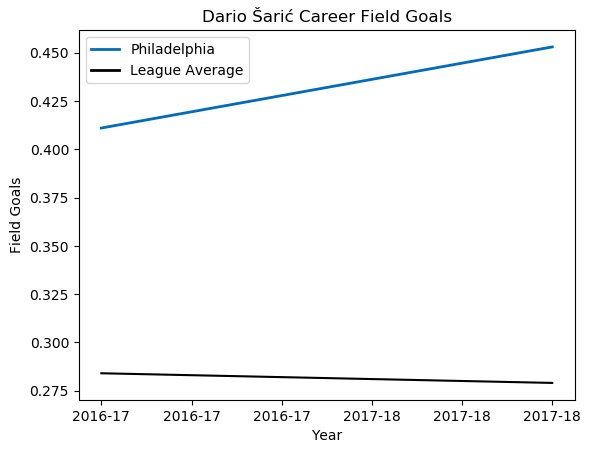 Dario Šarić Career Field Goals
Philadelphia
League Average
Field Goals
0.450
0.425
0.400
0.375
0.350
0.325
0.300
0.275
2016-17 2016-17 2016-17 2017-18 2017-18 2017-18
Year